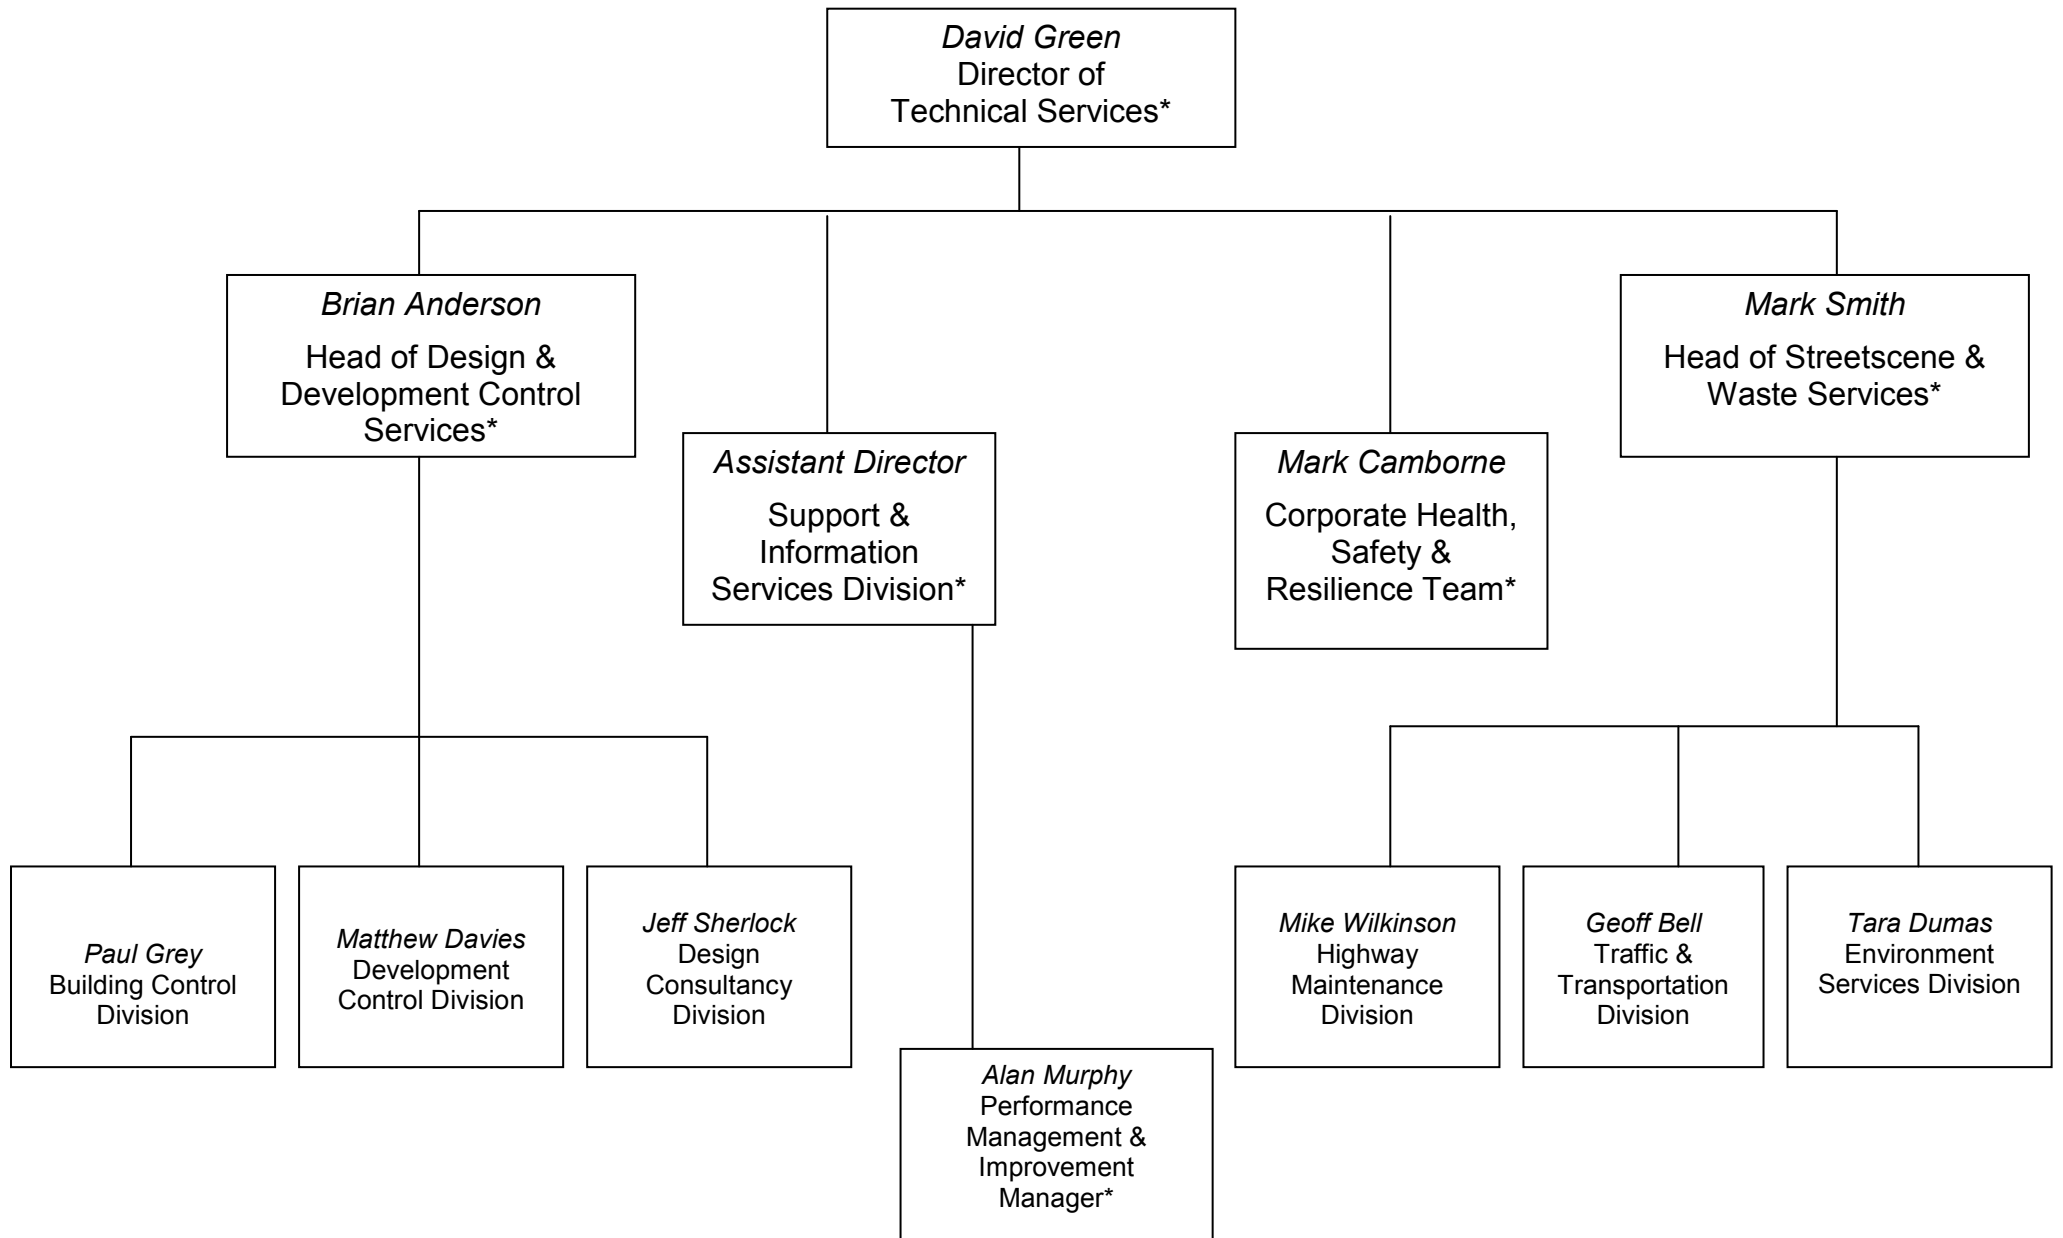 David Green
Director of
Technical Services*
Brian Anderson
Head of Design &
Development Control
Services*
Assistant Director
Support &
Information
Services Division*
Mark Camborne
Corporate Health,
Safety &
Resilience Team*
Mark Smith
Head of Streetscene &
Waste Services*
Paul Grey
Building Control
Division
Matthew Davies
Development
Control Division
Jeff Sherlock
Design
Consultancy
Division
Alan Murphy
Performance
Management &
Improvement
Manager*
Mike Wilkinson
Highway
Maintenance
Division
Geoff Bell
Traffic &
Transportation
Division
Tara Dumas
Environment
Services Division